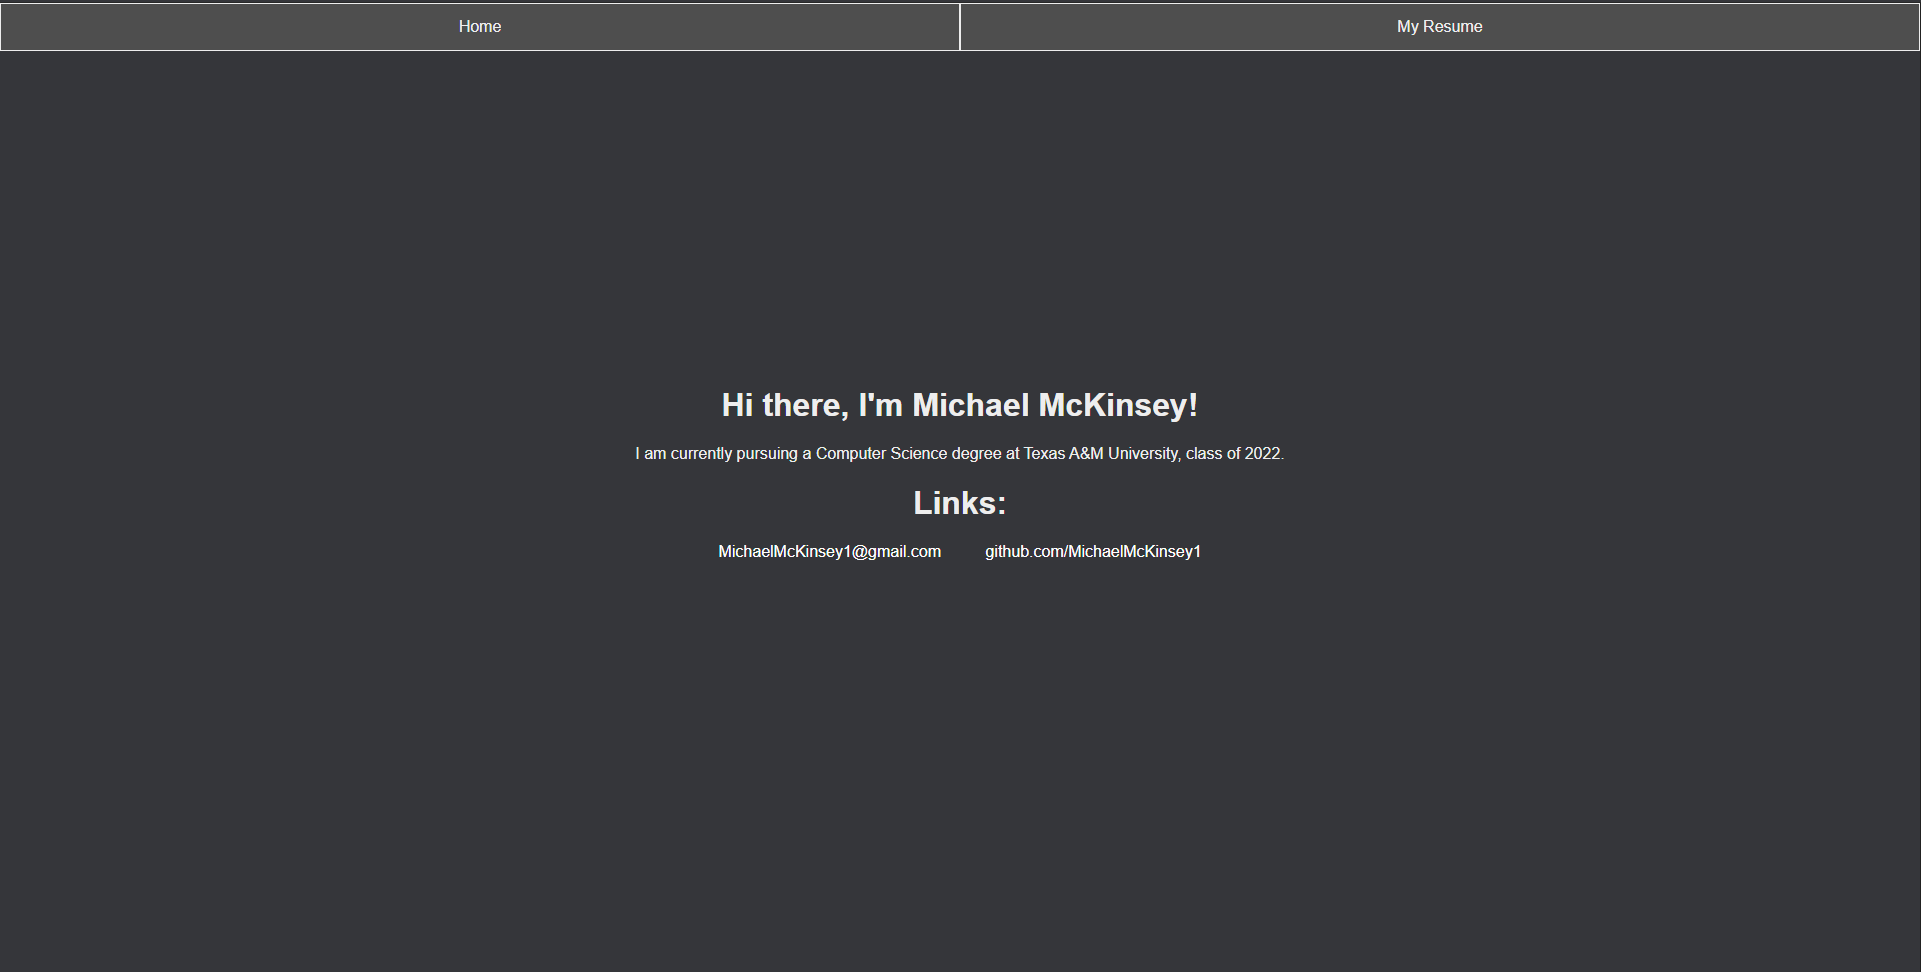 Home My Resume
Hi there, I'm Michael McKinsey!
I am currently pursuing a Computer Science degree at Texas A&M University, class of 2022.
Links:
MichaelMcKinsey1@gmail.com github.com/MichaelMcKinsey1